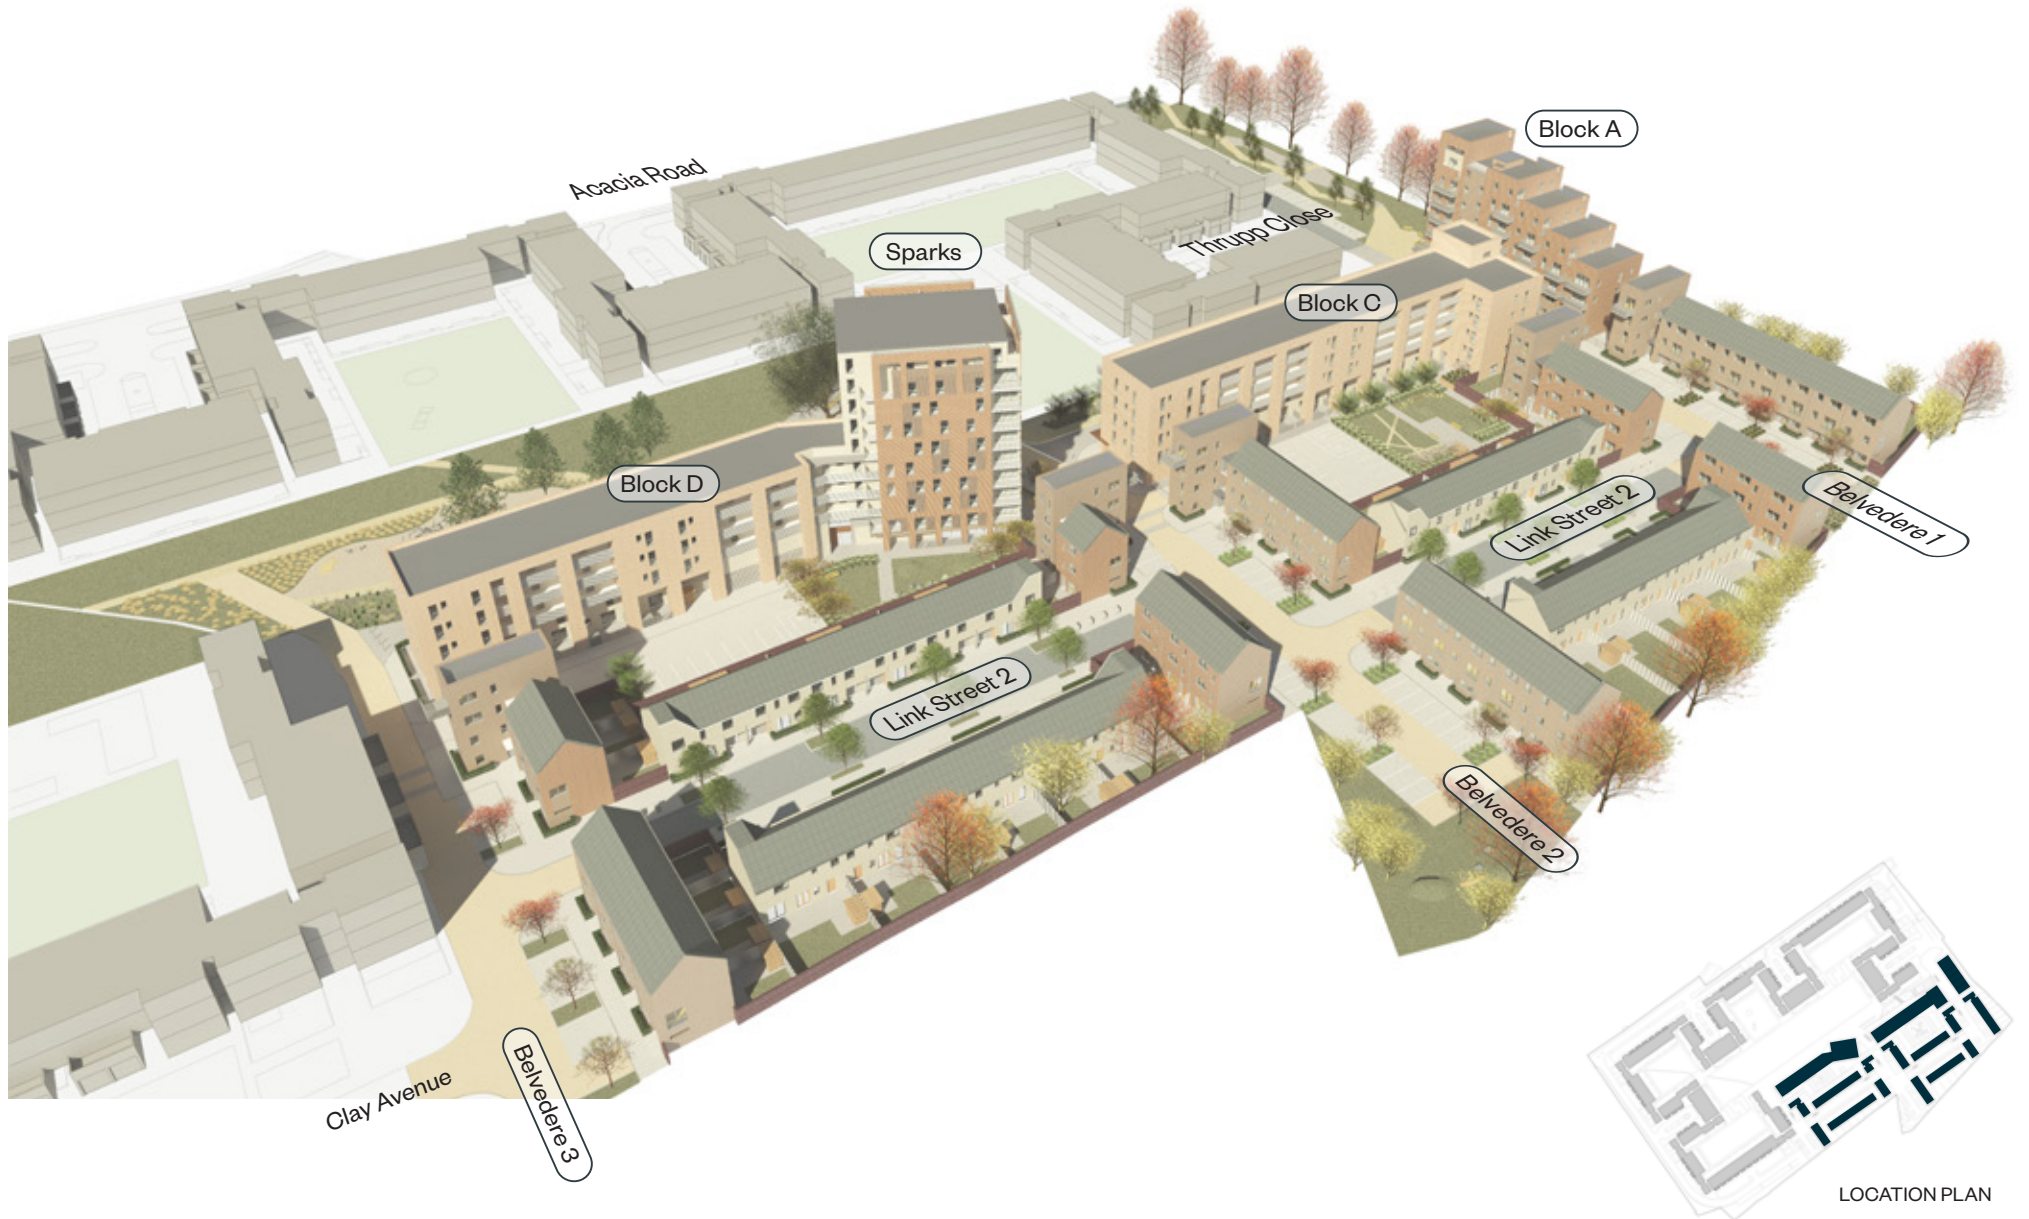 Block A
Acacia Road
Thrupp Close
Sparks
Block C
Block D
Link Street 2
Belvedere 1
Link Street 2
Belvedere 2
Belvedere 3
Clay Avenue
LOCATION PLAN